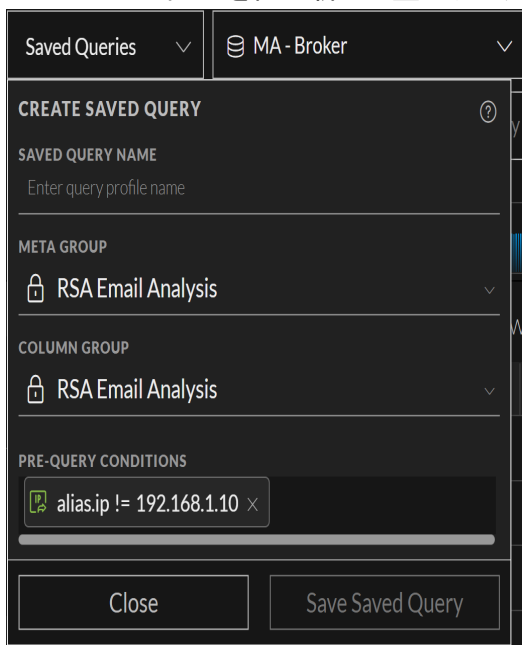 Saved Queries
MA - Broker
CREATE SAVED QUERY
SAVED QUERY NAME
Enter query profile name
META GROUP
RSA Email Analysis
COLUMN GROUP
RSA Email Analysis
PRE-QUERY CONDITIONS
IP alias.ip != 192.168.1.10 ×
Close
Save Saved Query